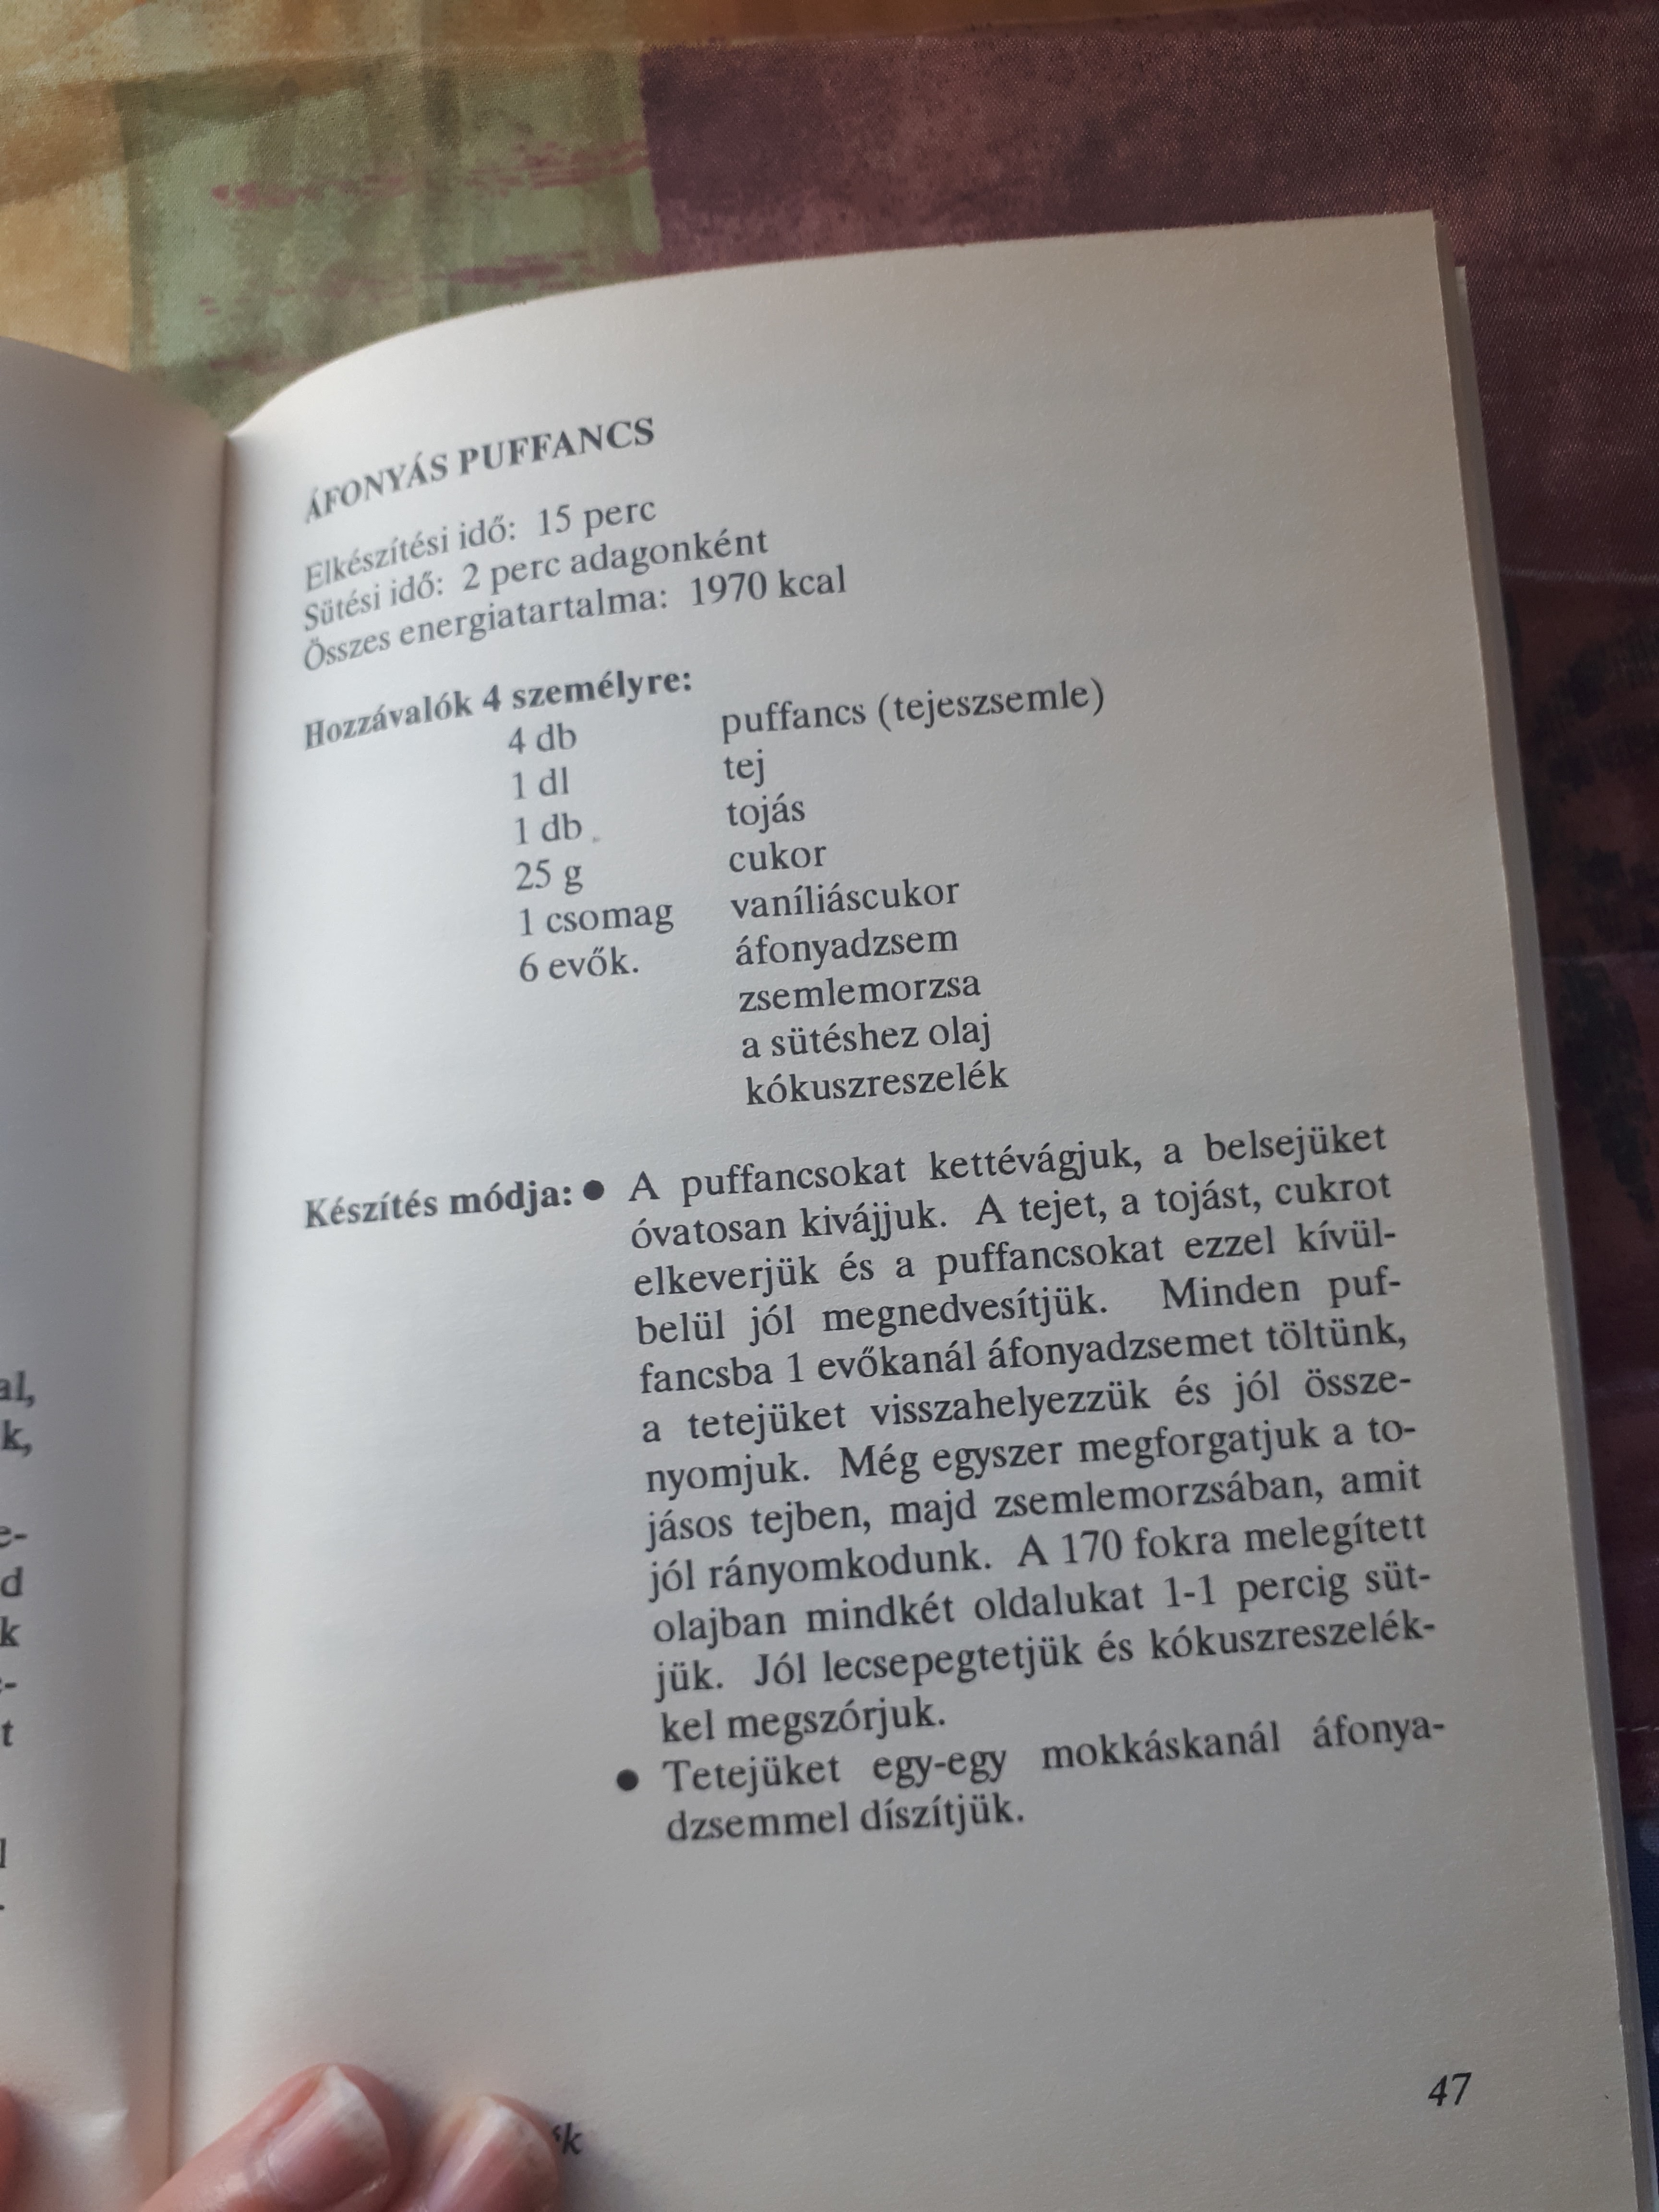 ÁFONYÁS PUFFANCS
Elkészítési idő: 15 perc
Sütési idő: 2 perc adagonként
Összes energiatartalma: 1970 kcal
Hozzávalók 4 személyre:
4 db puffancs (tejeszsemle)
1 dl tej
1 db tojás
25 g cukor
1 csomag vaníliáscukor
6 evők. áfonyadzsem
zsemlemorzsa
a sütéshez olaj
kókuszreszelék
Készítés módja: ● A puffancsokat kettévágjuk, a belsejüket
óvatosan kivájjuk. A tejet, a tojást, cukrot
elkeverjük és a puffancsokat ezzel kívül-
belül jól megnedvesítjük. Minden puf-
fancsba 1 evőkanál áfonyadzsemet töltünk,
a tetejüket visszahelyezzük és jól össze-
nyomjuk. Még egyszer megforgatjuk a to-
jásos tejben, majd zsemlemorzsában, amit
jól rányomkodunk. A 170 fokra melegített
olajban mindkét oldalukat 1-1 percig süt-
jük. Jól lecsepegtetjük és kókuszreszelék-
kel megszórjuk.
● Tetejüket egy-egy mokkáskanál áfonya-
dzsemmel díszítjük.
47